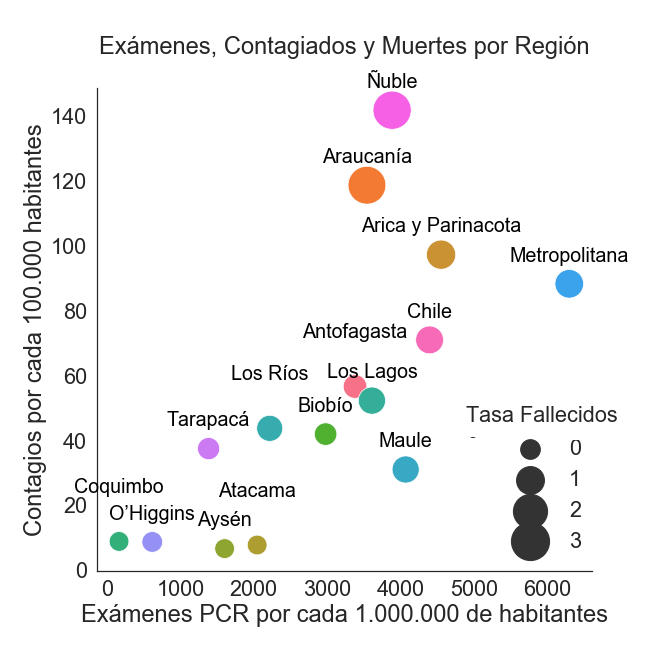 Exámenes, Contagiados y Muertes por Región
Ñuble
140
Araucanía
120
Arica y Parinacota
100
Metropolitana
80
Chile
Antofagasta
60
Los Ríos
Los Lagos
Biobío
Tarapacá
40
Maule
Coquimbo
Atacama
20
O'Higgins
Aysén
0
Contagios por cada 100.000 habitantes
Tasa Fallecidos
0
1
2
3
0 1000 2000 3000 4000 5000 6000
Exámenes PCR por cada 1.000.000 de habitantes